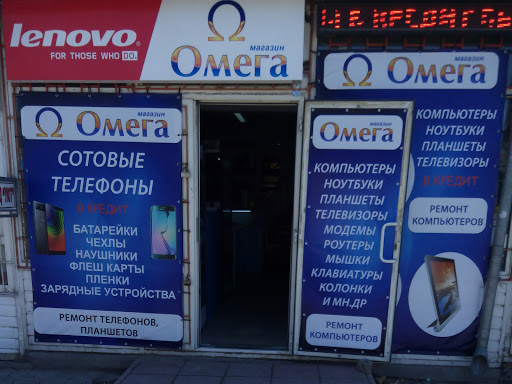 lenovo
FOR THOSE WHO DO.
магазин
Омега
магазин
Омега
СОТОВЫЕ
ТЕЛЕФОНЫ
В КРЕДИТ
БАТАРЕЙКИ
ЧЕХЛЫ
НАУШНИКИ
ФЛЕШ КАРТЫ
ПЛЕНКИ
ЗАРЯДНЫЕ УСТРОЙСТВА
РЕМОНТ ТЕЛЕФОНОВ,
ПЛАНШЕТОВ
магазин
Омега
КОМПЬЮТЕРЫ
НОУТБУКИ
ПЛАНШЕТЫ
ТЕЛЕВИЗОРЫ
МОДЕМЫ
РОУТЕРЫ
МЫШКИ
КЛАВИАТУРЫ
КОЛОНКИ
И МН.ДР
РЕМОНТ
КОМПЬЮТЕРОВ
магазин
Омега
КОМПЬЮТЕРЫ
НОУТБУКИ
ПЛАНШЕТЫ
ТЕЛЕВИЗОРЫ
В КРЕДИТ
РЕМОНТ
КОМПЬЮТЕРОВ